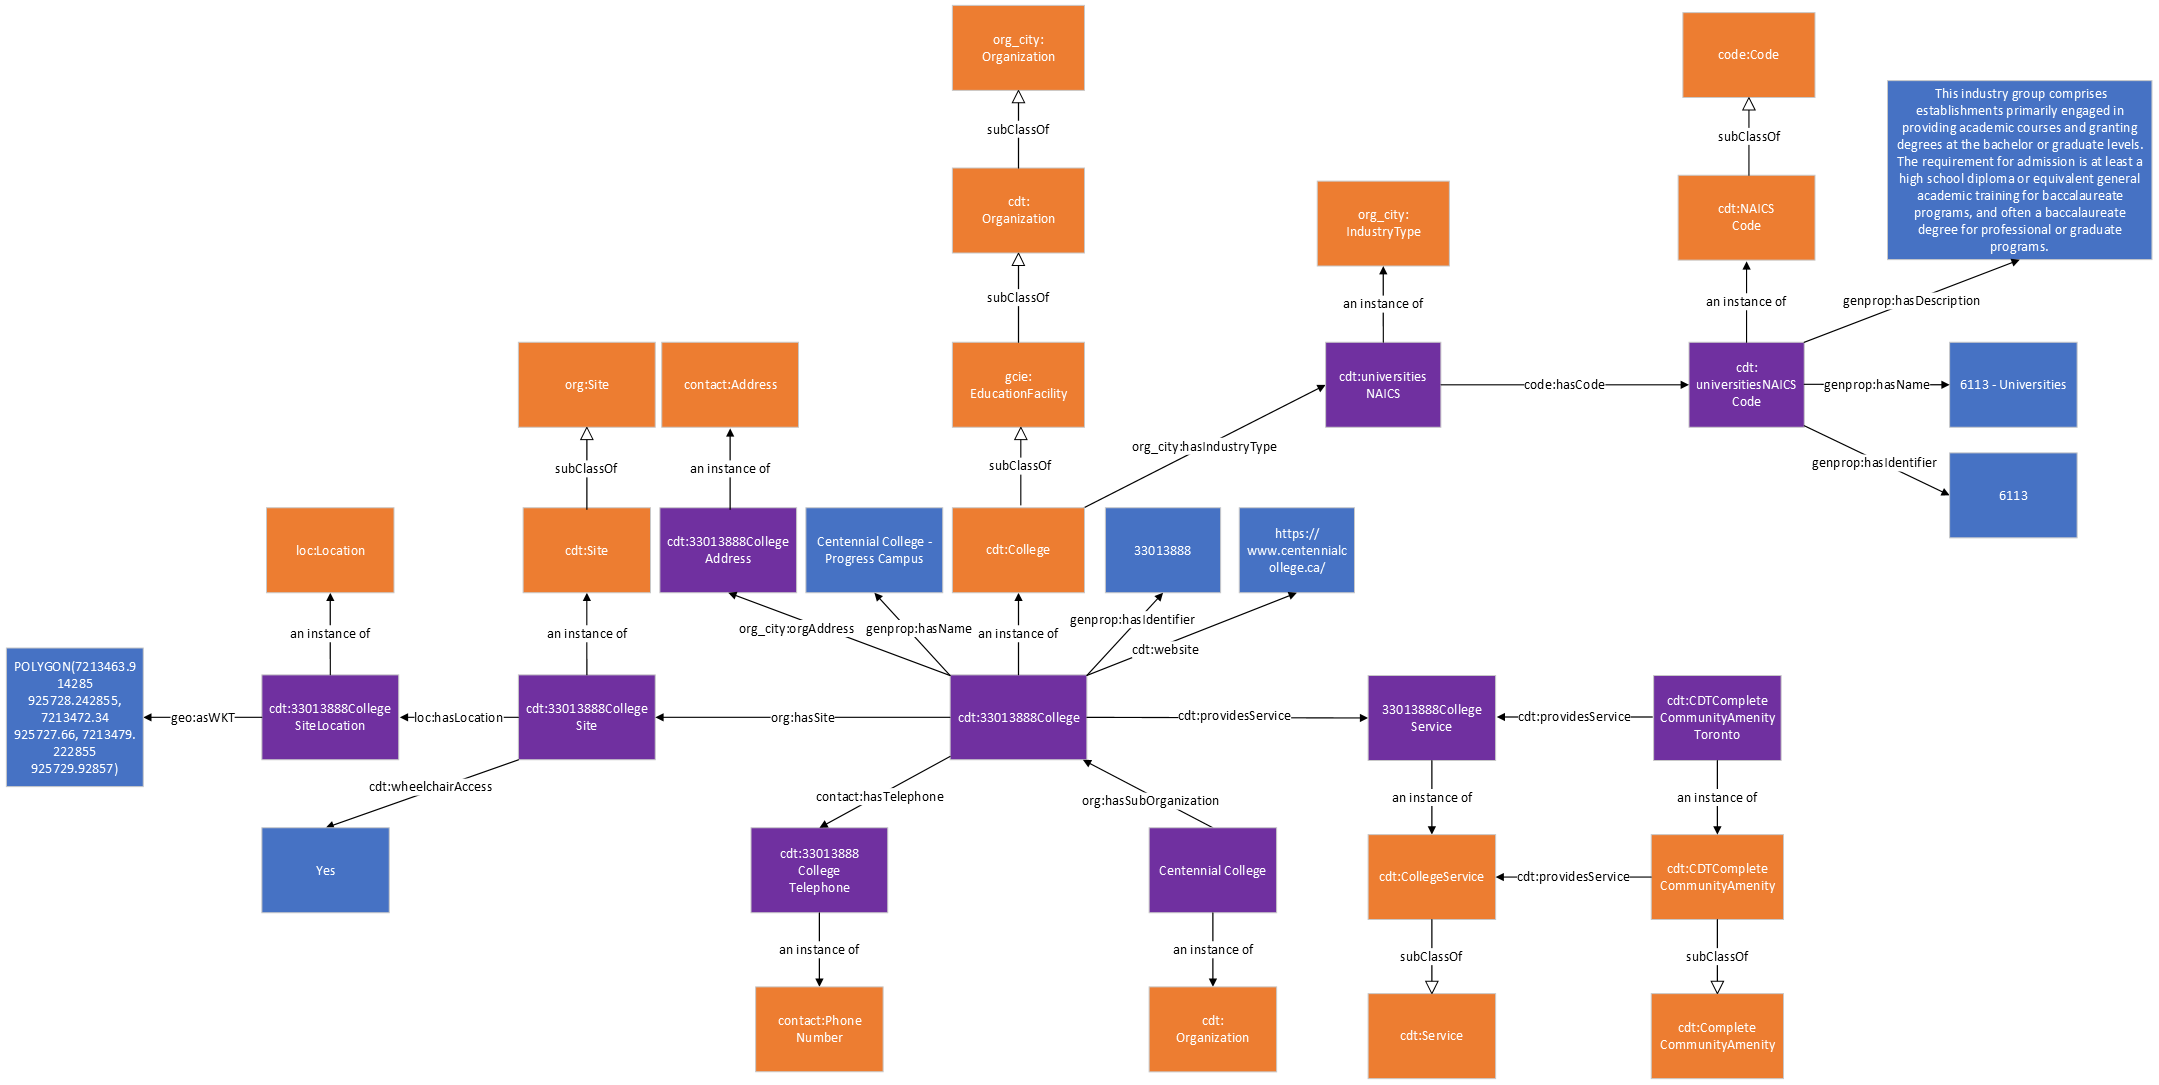 org_city:
Organization
code:Code
This industry group comprises
establishments primarily engaged in
providing academic courses and granting
degrees at the bachelor or graduate levels.
The requirement for admission is at least a
high school diploma or equivalent general
academic training for baccalaureate
programs, and often a baccalaureate
degree for professional or graduate
programs.
subClassOf
subClassOf
cdt:
Organization
org_city:
IndustryType
cdt:NAICS
Code
subClassOf
an instance of
an instance of
genprop:hasDescription
org:Site
contact:Address
gcie:
EducationFacility
cdt:universities
NAICS
code:hasCode
cdt:
universitiesNAICS
Code
genprop:hasName
6113 - Universities
subClassOf
an instance of
subClassOf
org_city:hasIndustryType
genprop:hasIdentifier
6113
loc:Location
cdt:Site
cdt:33013888College
Address
Centennial College -
Progress Campus
cdt:College
33013888
https://
www.centennialc
ollege.ca/
an instance of
an instance of
org_city:orgAddress
genprop:hasName
an instance of
genprop:hasIdentifier
cdt:website
POLYGON(7213463.9
14285
925728.242855,
7213472.34
925727.66, 7213479.
222855
925729.92857)
geo:asWKT
cdt:33013888College
SiteLocation
loc:hasLocation
cdt:33013888College
Site
org:hasSite
cdt:33013888College
cdt:providesService
33013888College
Service
cdt:providesService
cdt:CDTComplete
CommunityAmenity
Toronto
cdt:wheelchairAccess
contact:hasTelephone
org:hasSubOrganization
an instance of
an instance of
Yes
cdt:33013888
College
Telephone
Centennial College
cdt:CollegeService
cdt:providesService
cdt:CDTComplete
CommunityAmenity
an instance of
an instance of
subClassOf
subClassOf
contact:Phone
Number
cdt:
Organization
cdt:Service
cdt:Complete
CommunityAmenity